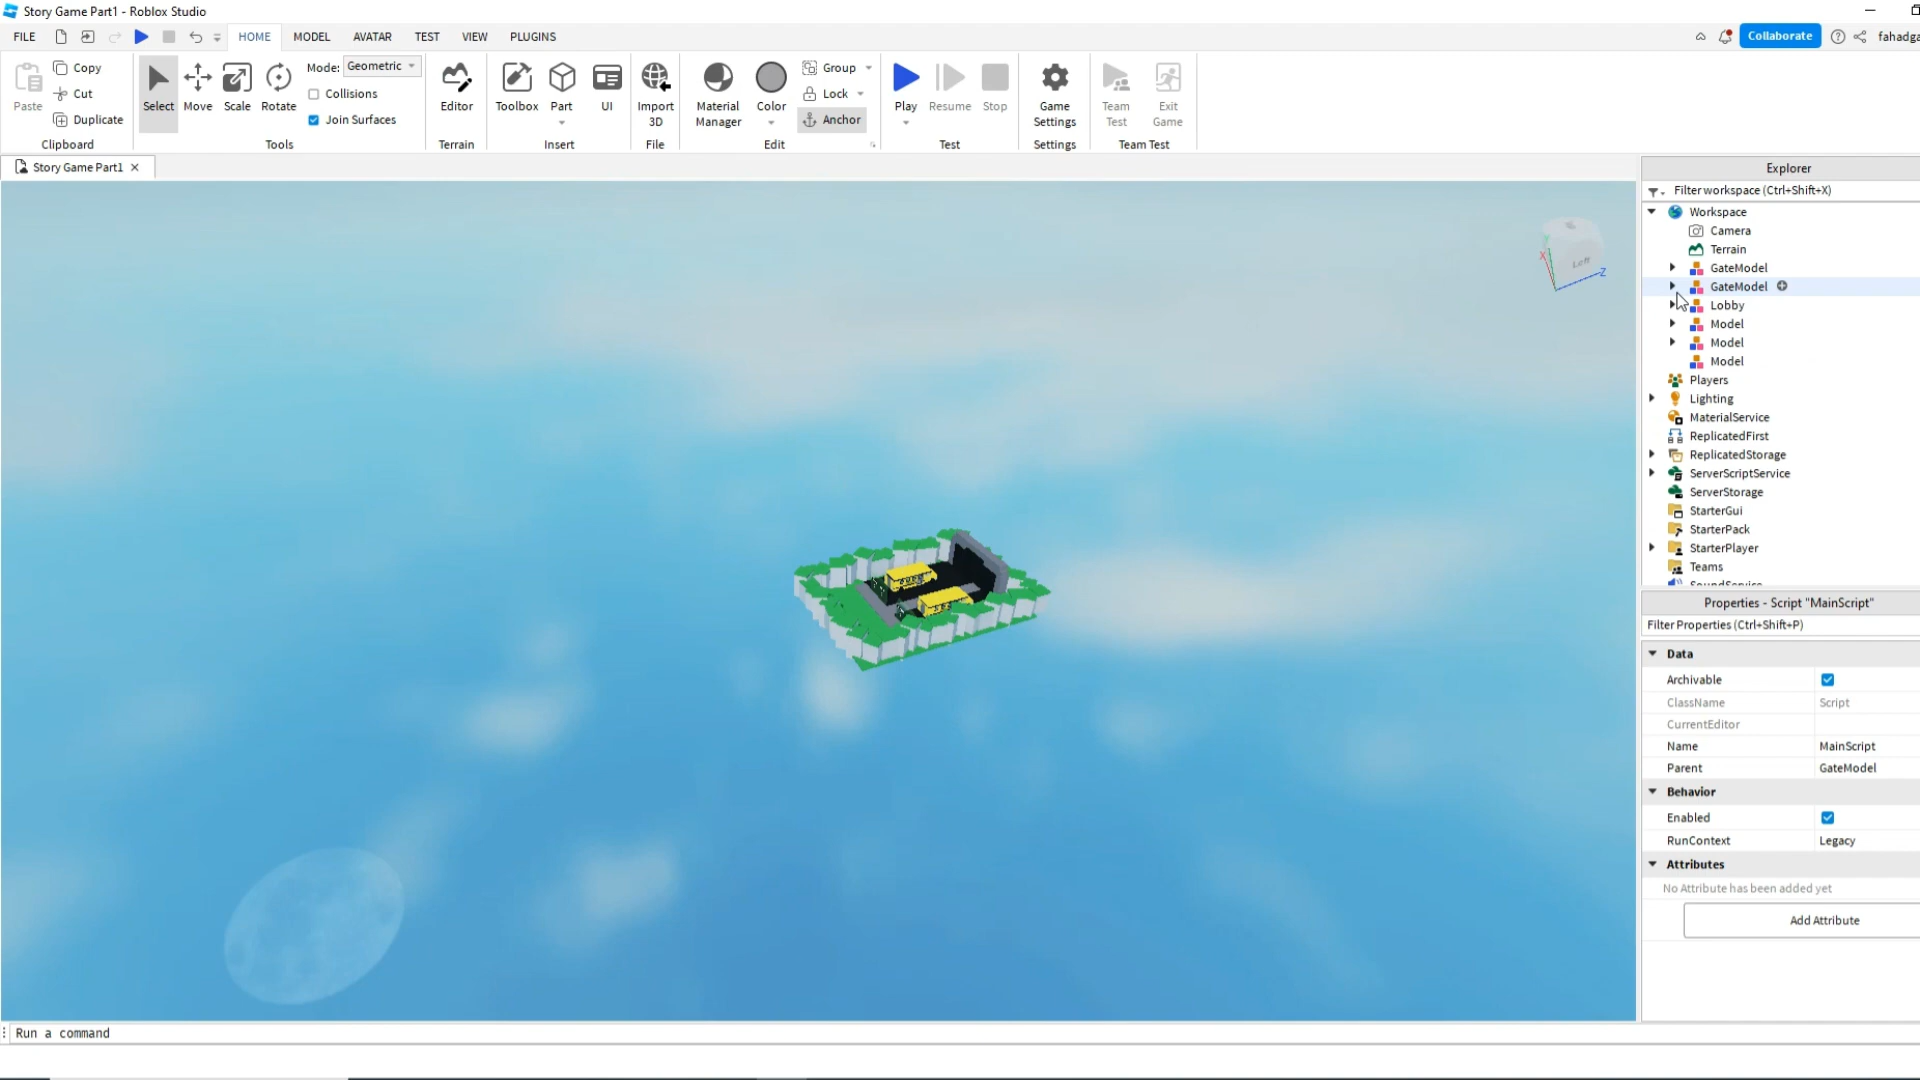 Story Game Part1 - Roblox Studio
FILE HOME MODEL AVATAR TEST VIEW PLUGINS Collaborate fahadga
Paste Copy Cut Duplicate Clipboard
Select Move Scale Rotate Mode: Geometric Collisions Join Surfaces Tools
Editor Terrain
Toolbox Part UI Insert
Import 3D File
Material Manager Color Group Lock Anchor Edit
Play Resume Stop Test
Game Settings Settings
Team Test Exit Game Team Test
Story Game Part1
Left
X
Z
Explorer
Filter workspace (Ctrl+Shift+X)
Workspace
Camera
Terrain
GateModel
GateModel
Lobby
Model
Model
Model
Players
Lighting
MaterialService
ReplicatedFirst
ReplicatedStorage
ServerScriptService
ServerStorage
StarterGui
StarterPack
StarterPlayer
Teams
SoundService
Properties - Script "MainScript"
Filter Properties (Ctrl+Shift+P)
Data
Archivable
ClassName Script
CurrentEditor
Name MainScript
Parent GateModel
Behavior
Enabled
RunContext Legacy
Attributes
No Attribute has been added yet
Add Attribute
Run a command